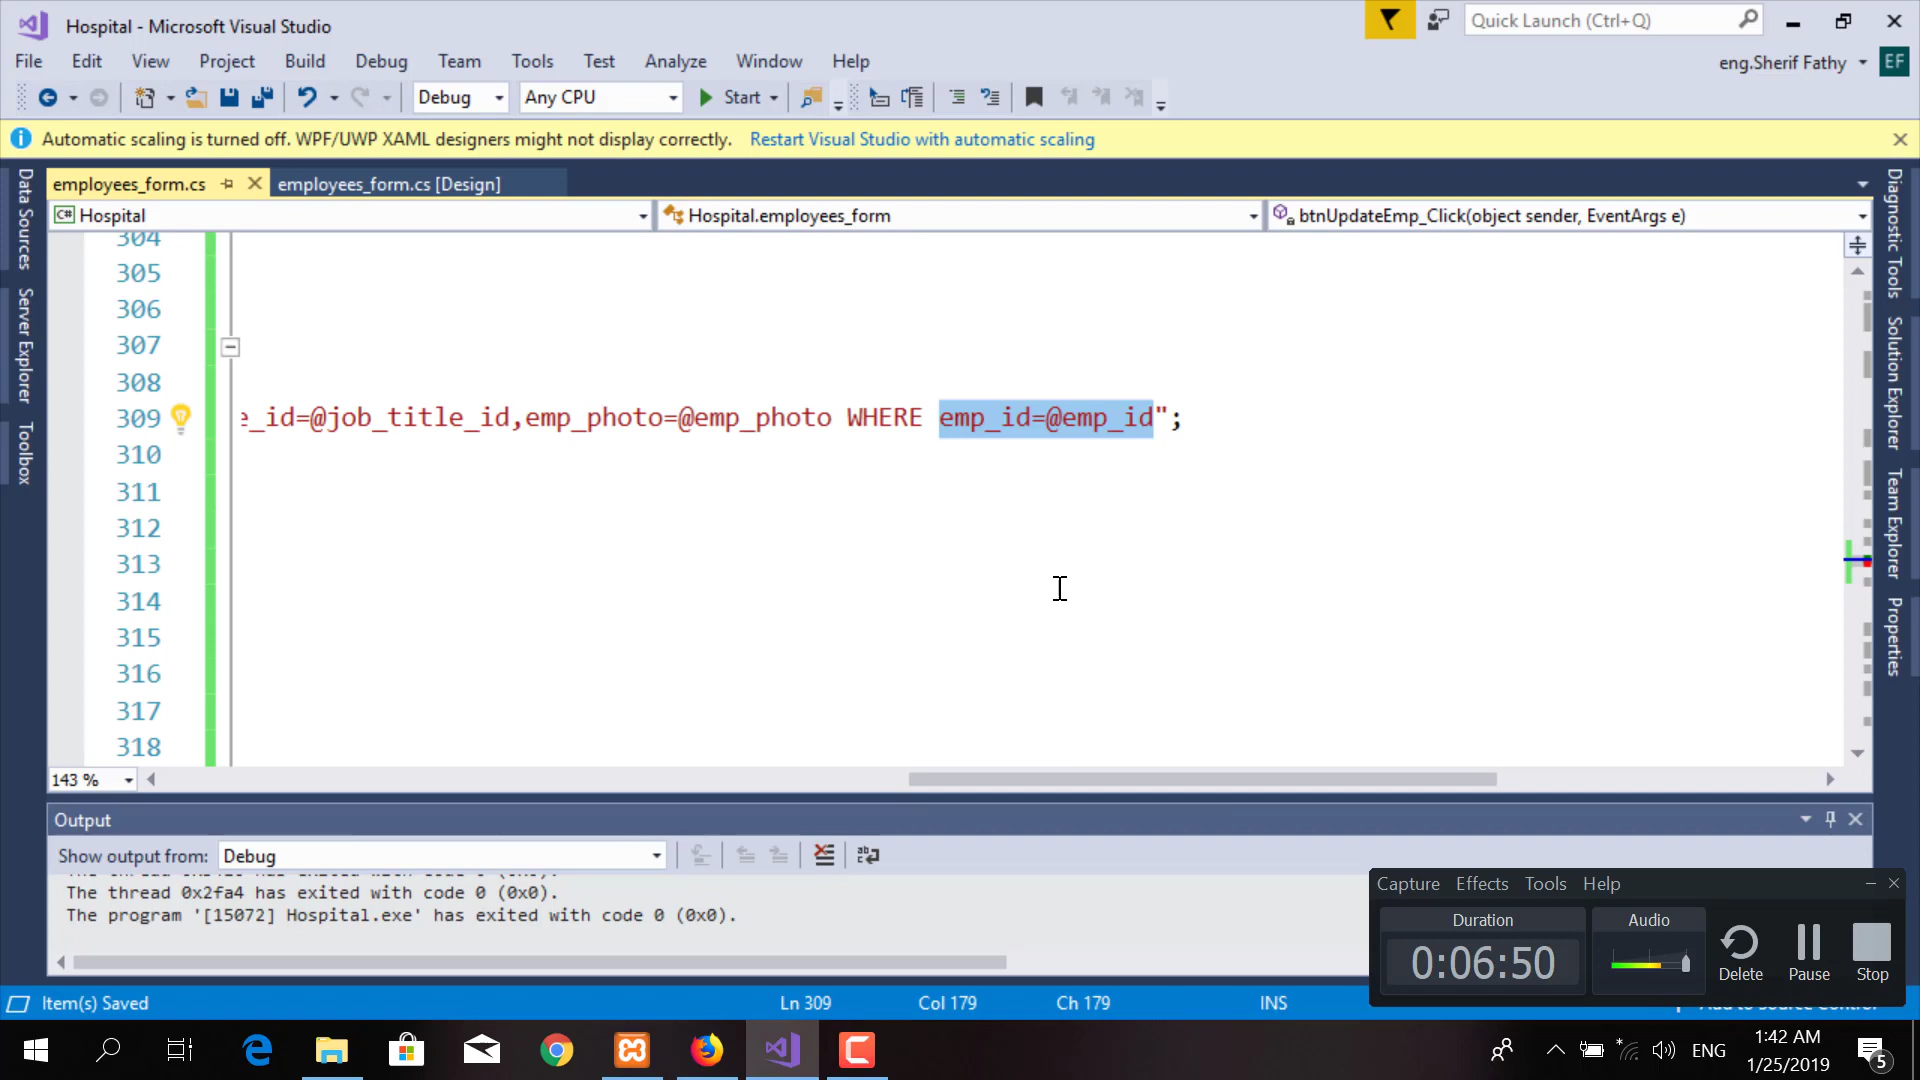 Hospital - Microsoft Visual Studio
Quick Launch (Ctrl+Q)
File Edit View Project Build Debug Team Tools Test Analyze Window Help
eng.Sherif Fathy EF
Debug Any CPU Start
Automatic scaling is turned off. WPF/UWP XAML designers might not display correctly. Restart Visual Studio with automatic scaling
employees_form.cs employees_form.cs [Design]
C# Hospital Hospital.employees_form btnUpdateEmp_Click(object sender, EventArgs e)
Data Sources
Server Explorer
Toolbox
304
305
306
307
308
309 e_id=@job_title_id,emp_photo=@emp_photo WHERE emp_id=@emp_id";
310
311
312
313
314
315
316
317
318
Diagnostic Tools
Solution Explorer
Team Explorer
Properties
143 %
Output
Show output from: Debug
The thread 0x2fa4 has exited with code 0 (0x0).
The program '[15072] Hospital.exe' has exited with code 0 (0x0).
Capture Effects Tools Help
Duration Audio
0:06:50
Delete Pause Stop
Item(s) Saved Ln 309 Col 179 Ch 179 INS Add to Source Control
ENG
1:42 AM
1/25/2019
5